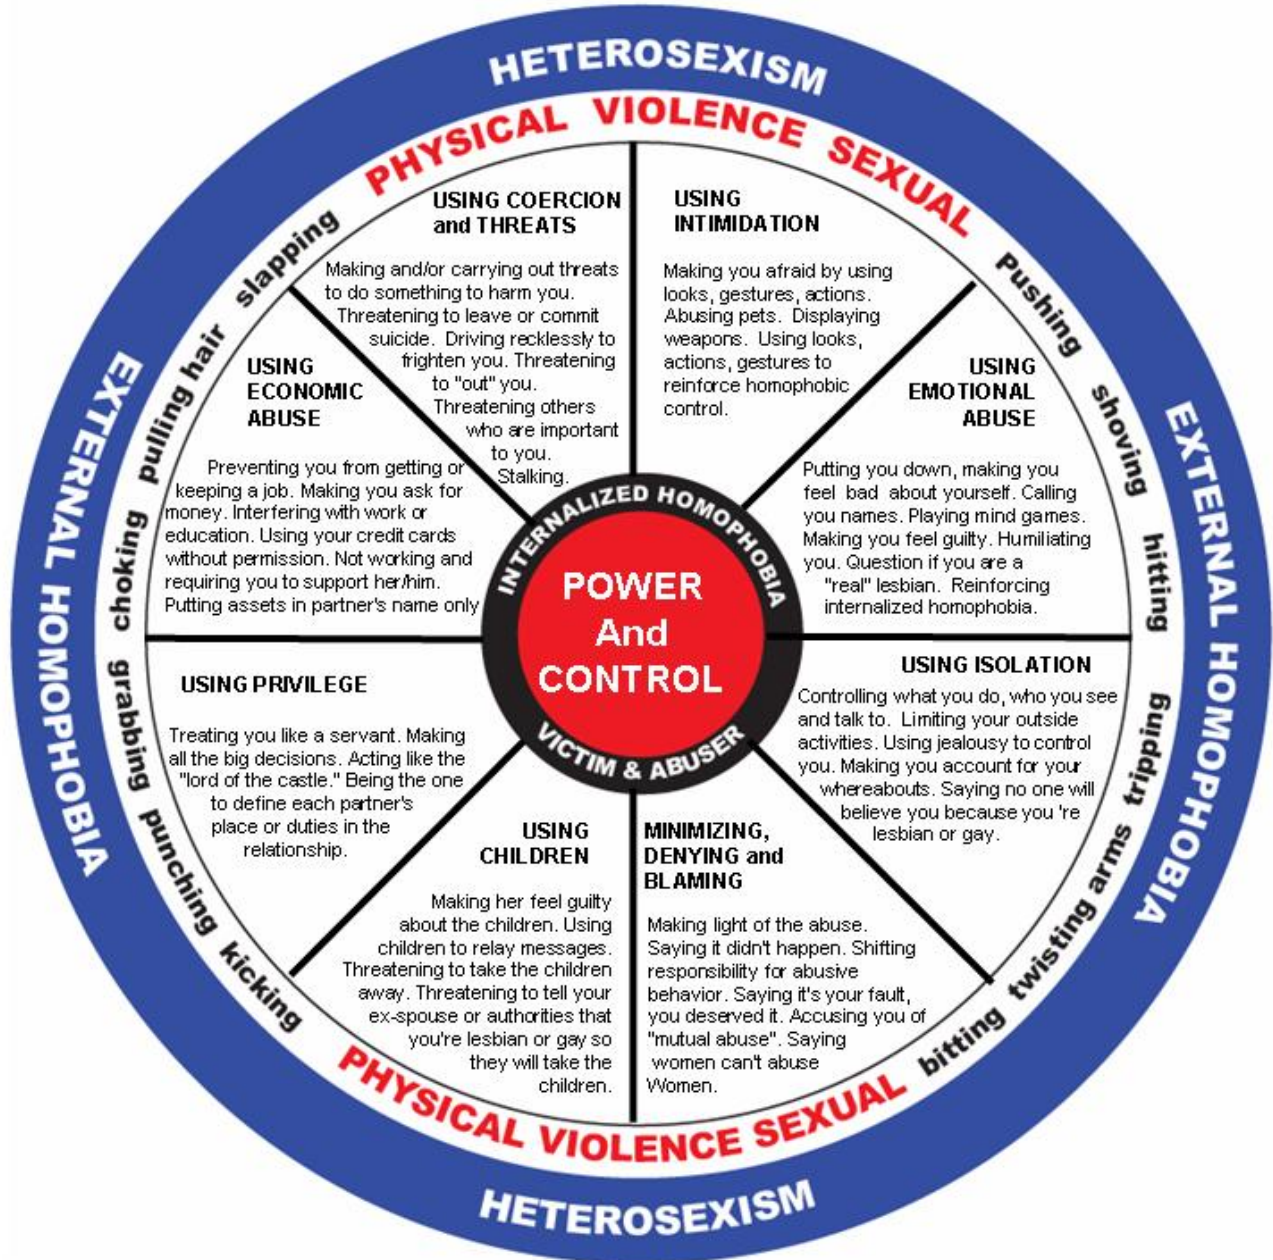 HETEROSEXISM
PHYSICAL VIOLENCE SEXUAL
EXTERNAL HOMOPHOBIA
EXTERNAL HOMOPHOBIA
slapping
pulling hair
choking
grabbing
punching
kicking
Pushing
shoving
hitting
tripping
twisting arms
bitting
USING COERCION
and THREATS
Making and/or carrying out threats
to do something to harm you.
Threatening to leave or commit
suicide. Driving recklessly to
frighten you. Threatening
to "out" you.
Threatening others
who are important
to you.
Stalking.
USING
INTIMIDATION
Making you afraid by using
looks, gestures, actions.
Abusing pets. Displaying
weapons. Using looks,
actions, gestures to
reinforce homophobic
control.
USING
ECONOMIC
ABUSE
Preventing you from getting or
keeping a job. Making you ask for
money. Interfering with work or
education. Using your credit cards
without permission. Not working and
requiring you to support her/him.
Putting assets in partner's name only
USING
EMOTIONAL
ABUSE
Putting you down, making you
feel bad about yourself. Calling
you names. Playing mind games.
Making you feel guilty. Humiliating
you. Question if you are a
"real" lesbian. Reinforcing
internalized homophobia.
INTERNALIZED HOMOPHOBIA
POWER
And
CONTROL
VICTIM & ABUSER
USING PRIVILEGE
Treating you like a servant. Making
all the big decisions. Acting like the
"lord of the castle." Being the one
to define each partner's
place or duties in the
relationship.
USING ISOLATION
Controlling what you do, who you see
and talk to. Limiting your outside
activities. Using jealousy to control
you. Making you account for your
whereabouts. Saying no one will
believe you because you 're
lesbian or gay.
USING
CHILDREN
Making her feel guilty
about the children. Using
children to relay messages.
Threatening to take the children
away. Threatening to tell your
ex-spouse or authorities that
you're lesbian or gay so
they will take the
children.
MINIMIZING,
DENYING and
BLAMING
Making light of the abuse.
Saying it didn't happen. Shifting
responsibility for abusive
behavior. Saying it's your fault,
you deserved it. Accusing you of
"mutual abuse". Saying
women can't abuse
Women.
PHYSICAL VIOLENCE SEXUAL
HETEROSEXISM